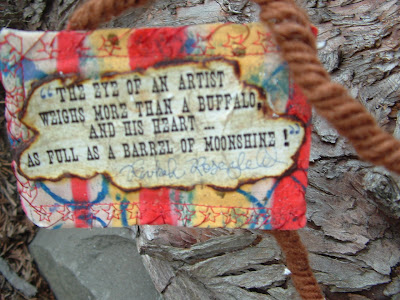 "THE EYE OF AN ARTIST
WEIGHS MORE THAN A BUFFALO,
AND HIS HEART ...
AS FULL AS A BARREL OF MOONSHINE !"